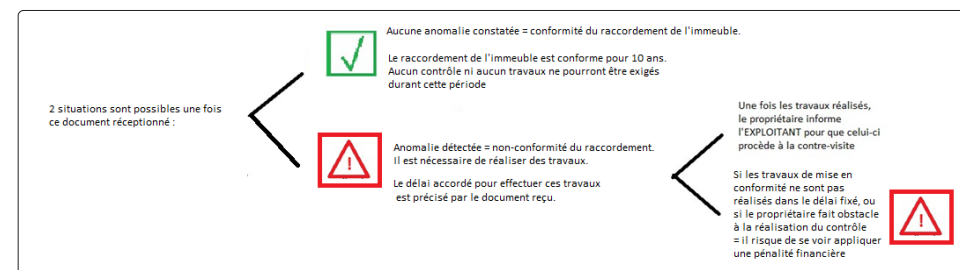 2 situations sont possibles une fois
ce document réceptionné :
Aucune anomalie constatée = conformité du raccordement de l'immeuble.
Le raccordement de l'immeuble est conforme pour 10 ans.
Aucun contrôle ni aucun travaux ne pourront être exigés
durant cette période
Anomalie détectée = non-conformité du raccordement.
Il est nécessaire de réaliser des travaux.
Le délai accordé pour effectuer ces travaux
est précisé par le document reçu.
Une fois les travaux réalisés,
le propriétaire informe
l'EXPLOITANT pour que celui-ci
procède à la contre-visite
Si les travaux de mise en
conformité ne sont pas
réalisés dans le délai fixé, ou
si le propriétaire fait obstacle
à la réalisation du contrôle
= il risque de se voir appliquer
une pénalité financière